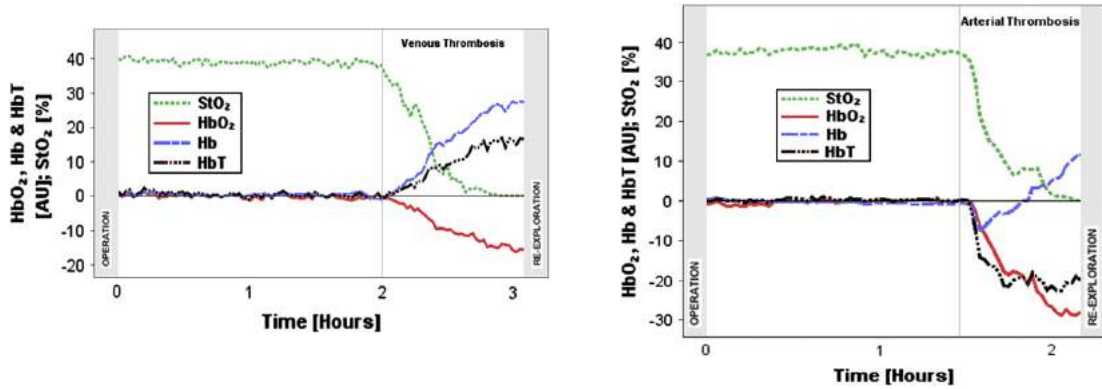 Venous Thrombosis
HbO₂, Hb & HbT
[AU]; StO₂ [%]
40
30
20
10
0
-10
-20
StO₂
HbO₂
Hb
HbT
OPERATION
RE-EXPLORATION
0
1
2
3
Time [Hours]
Arterial Thrombosis
HbO₂, Hb & HbT [AU]; StO₂ [%]
40
30
20
10
0
-10
-20
-30
StO₂
HbO₂
Hb
HbT
OPERATION
RE-EXPLORATION
0
1
2
Time [Hours]